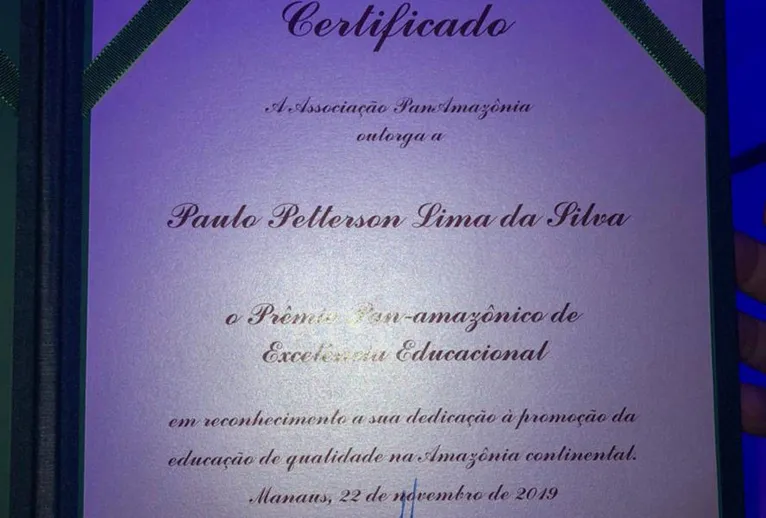 Certificado
A Associação PanAmazônia
outorga a
Paulo Petterson Lima da Silva
o Prêmio Pan-amazônico de
Excelência Educacional
em reconhecimento a sua dedicação à promoção da
educação de qualidade na Amazônia continental.
Manaus, 22 de novembro de 2019